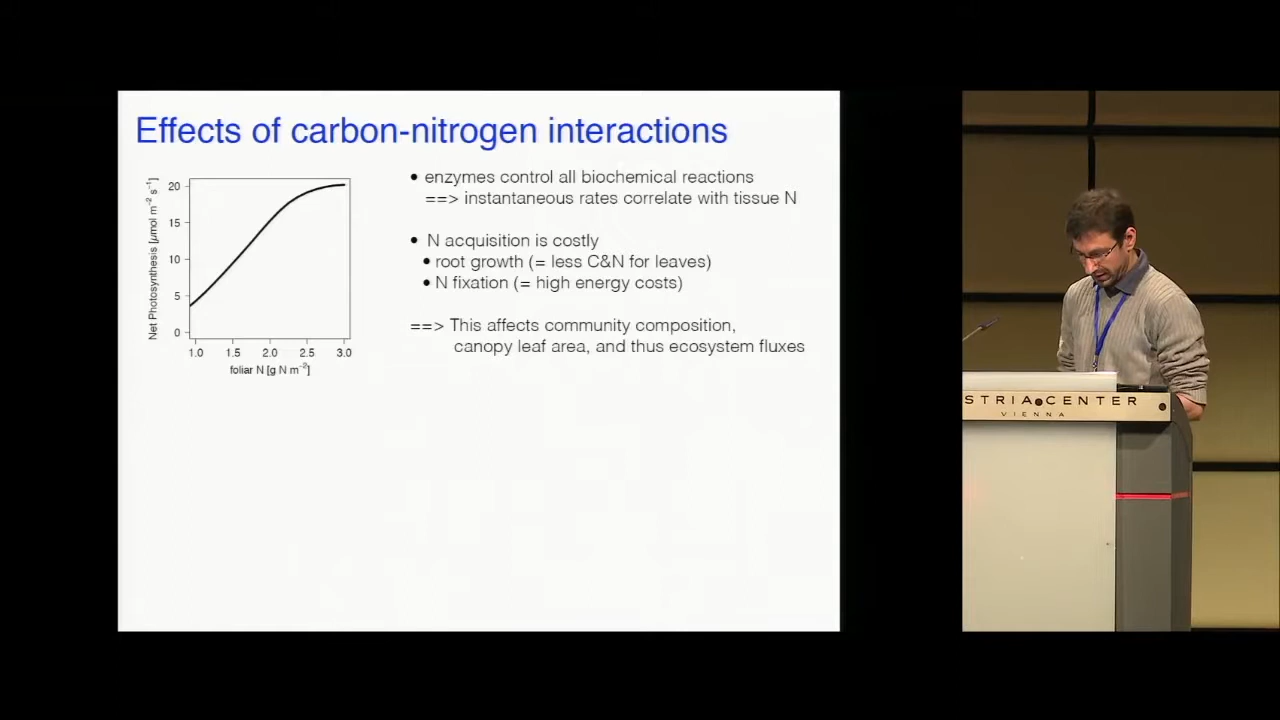 Effects of carbon-nitrogen interactions
Net Photosynthesis [µmol m⁻² s⁻¹]
20
15
10
5
0
1.0 1.5 2.0 2.5 3.0
foliar N [g N m⁻²]
• enzymes control all biochemical reactions
==> instantaneous rates correlate with tissue N
• N acquisition is costly
• root growth (= less C&N for leaves)
• N fixation (= high energy costs)
==> This affects community composition,
canopy leaf area, and thus ecosystem fluxes
STRIA CENTER
VIENNA